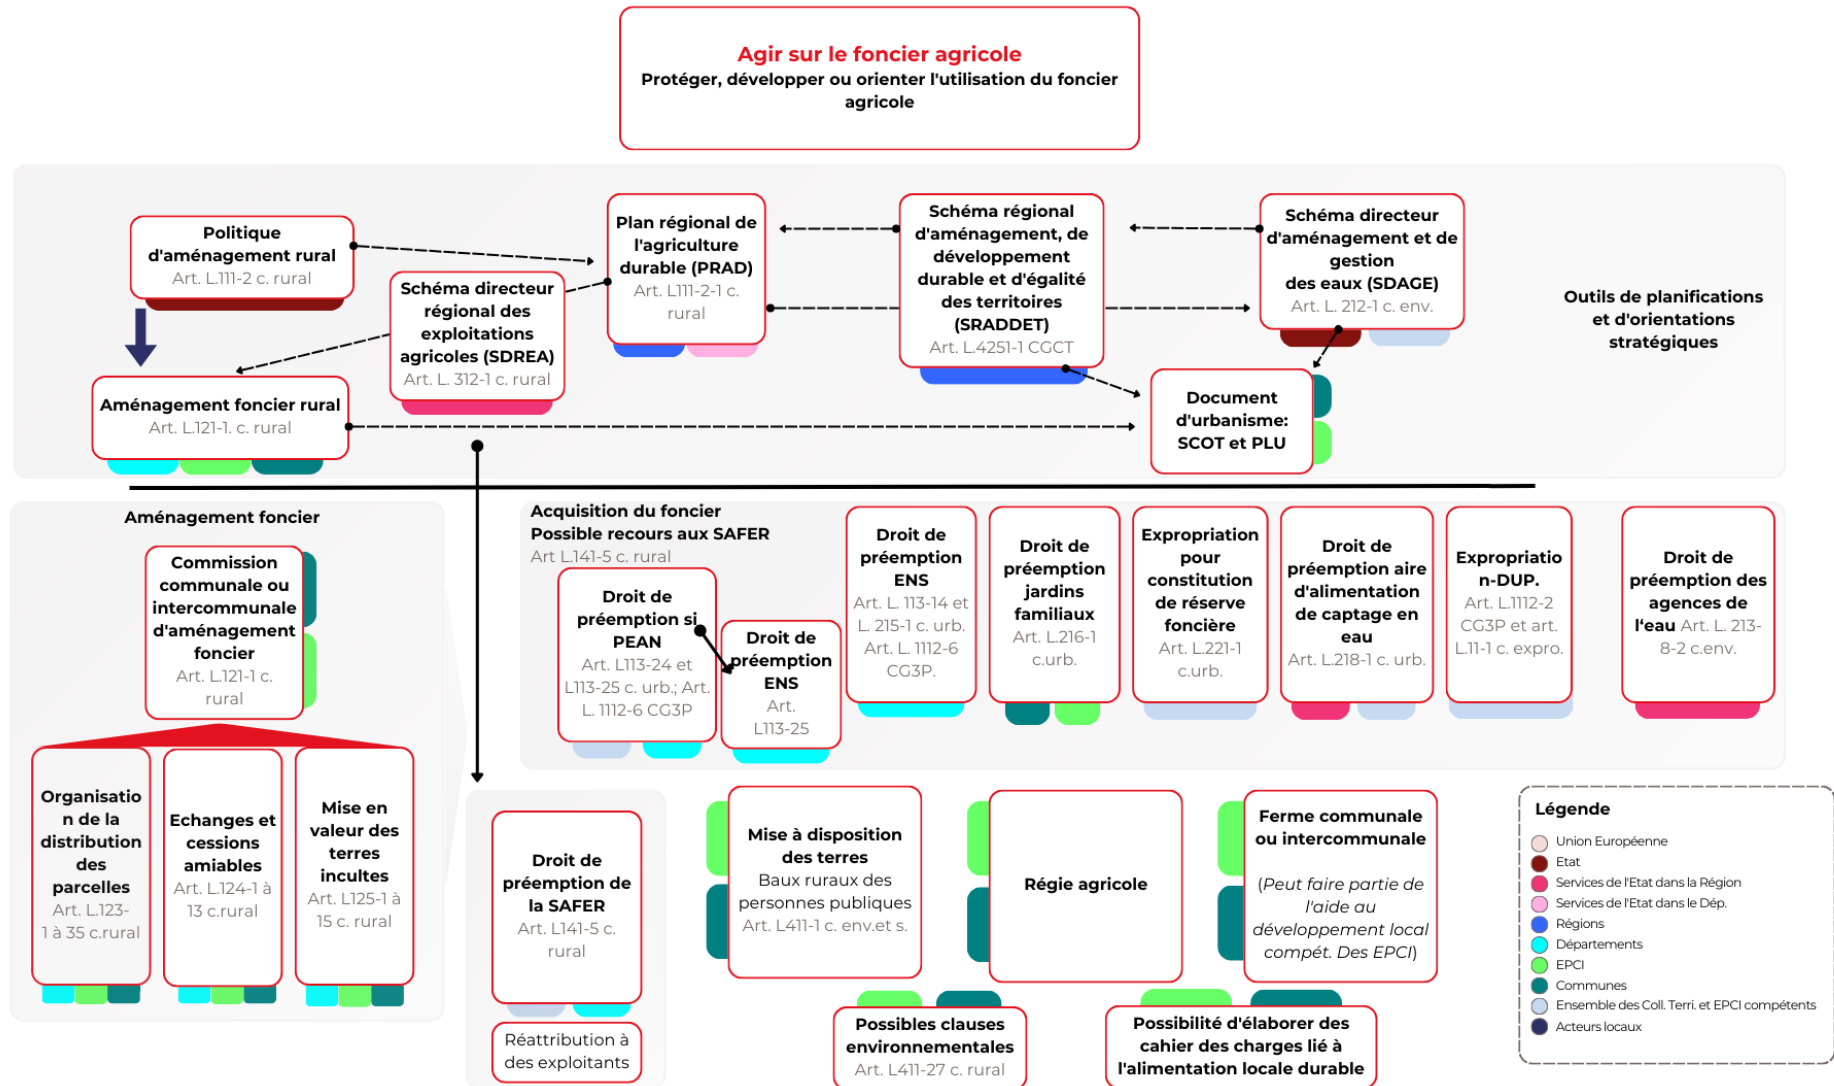 Agir sur le foncier agricole
Protéger, développer ou orienter l'utilisation du foncier
agricole
Politique
d'aménagement rural
Art. L.111-2 c. rural
Schéma directeur
régional des
exploitations
agricoles (SDREA)
Art. L. 312-1 c. rural
Plan régional de
l'agriculture
durable (PRAD)
Art. L111-2-1 c.
rural
Schéma régional
d'aménagement, de
développement
durable et d'égalité
des territoires
(SRADDET)
Art. L.4251-1 CGCT
Schéma directeur
d'aménagement et de
gestion
des eaux (SDAGE)
Art. L. 212-1 c. env.
Outils de planifications
et d'orientations
stratégiques
Aménagement foncier rural
Art. L.121-1. c. rural
Document
d'urbanisme:
SCOT et PLU
Aménagement foncier
Commission
communale ou
intercommunale
d'aménagement
foncier
Art. L.121-1 c.
rural
Organisatio
n de la
distribution
des
parcelles
Art. L.123-
1 à 35 c.rural
Echanges et
cessions
amiables
Art. L.124-1 à
13 c.rural
Mise en
valeur des
terres
incultes
Art. L125-1 à
15 c. rural
Acquisition du foncier
Possible recours aux SAFER
Art L.141-5 c. rural
Droit de
préemption si
PEAN
Art. L113-24 et
L113-25 c. urb.; Art.
L. 1112-6 CG3P
Droit de
préemption
ENS
Art.
L113-25
Droit de
préemption
ENS
Art. L. 113-14 et
L. 215-1 c. urb.
Art. L. 1112-6
CG3P.
Droit de
préemption
jardins
familiaux
Art. L.216-1
c.urb.
Expropriation
pour
constitution
de réserve
foncière
Art. L.221-1
c.urb.
Droit de
préemption aire
d'alimentation
de captage en
eau
Art. L.218-1 c. urb.
Expropriatio
n-DUP.
Art. L.1112-2
CG3P et art.
L.11-1 c. expro.
Droit de
préemption des
agences de
l'eau Art. L. 213-
8-2 c.env.
Droit de
préemption de
la SAFER
Art. L141-5 c.
rural
Réattribution à
des exploitants
Mise à disposition
des terres
Baux ruraux des
personnes publiques
Art. L411-1 c. env.et s.
Régie agricole
Ferme communale
ou intercommunale
(Peut faire partie de
l'aide au
développement local
compét. Des EPCI)
Possibles clauses
environnementales
Art. L411-27 c. rural
Possibilité d'élaborer des
cahier des charges lié à
l'alimentation locale durable
Légende
Union Européenne
Etat
Services de l'Etat dans la Région
Services de l'Etat dans le Dép.
Régions
Départements
EPCI
Communes
Ensemble des Coll. Terri. et EPCI compétents
Acteurs locaux